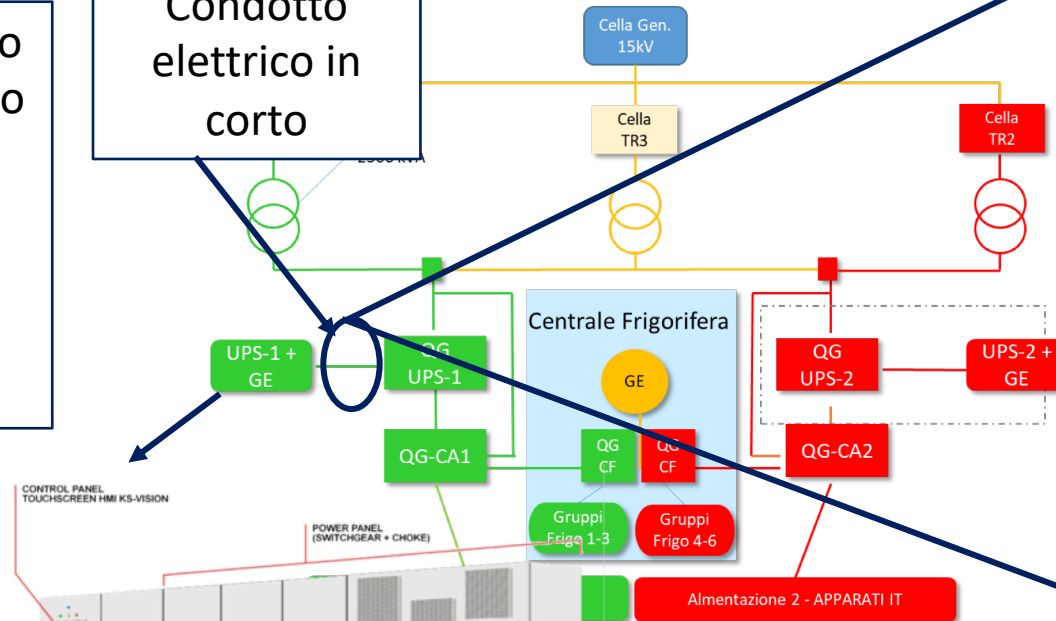 o
o
Condotto
elettrico in
corto
Cella Gen.
15kV
Cella
TR3
Cella
TR2
Centrale Frigorifera
UPS-1 +
GE
QG
UPS-1
GE
QG
UPS-2
UPS-2 +
GE
QG-CA1
QG
CF
QG
CF
QG-CA2
Gruppi
Frigo 1-3
Gruppi
Frigo 4-6
CONTROL PANEL
TOUCHSCREEN HMI KS-VISION
POWER PANEL
(SWITCHGEAR + CHOKE)
Alimentazione 2 - APPARATI IT